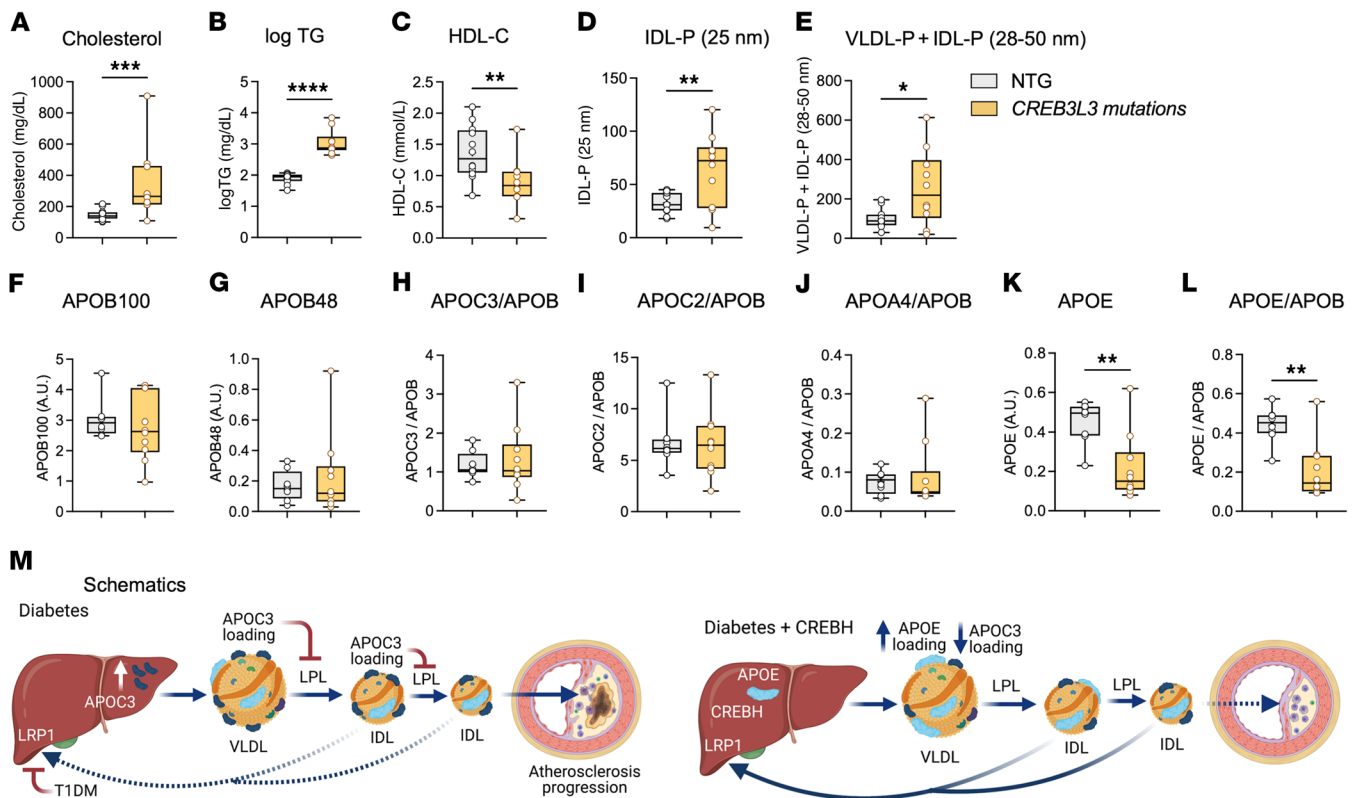 A
Cholesterol
***
Cholesterol (mg/dL)
1000
800
600
400
200
0
B
log TG
****
logTG (mg/dL)
5
4
3
2
1
0
C
HDL-C
**
HDL-C (mmol/L)
2.5
2.0
1.5
1.0
0.5
0.0
D
IDL-P (25 nm)
**
IDL-P (25 nm)
150
100
50
0
E
VLDL-P + IDL-P (28-50 nm)
*
VLDL-P + IDL-P (28-50 nm)
800
600
400
200
0
NTG
CREB3L3 mutations
F
APOB100
APOB100 (A.U.)
5
4
3
2
1
0
G
APOB48
APOB48 (A.U.)
1.0
0.8
0.6
0.4
0.2
0.0
H
APOC3/APOB
APOC3 / APOB
4
3
2
1
0
I
APOC2/APOB
APOC2 / APOB
15
10
5
0
J
APOA4/APOB
APOA4 / APOB
0.4
0.3
0.2
0.1
0.0
K
APOE
**
APOE (A.U.)
0.8
0.6
0.4
0.2
0.0
L
APOE/APOB
**
APOE / APOB
0.8
0.6
0.4
0.2
0.0
M
Schematics
Diabetes
APOC3
LRP1
T1DM
APOC3
loading
LPL
VLDL
APOC3
loading
LPL
IDL
IDL
Atherosclerosis
progression
Diabetes + CREBH
APOE
CREBH
LRP1
APOE
loading
APOC3
loading
VLDL
LPL
IDL
LPL
IDL